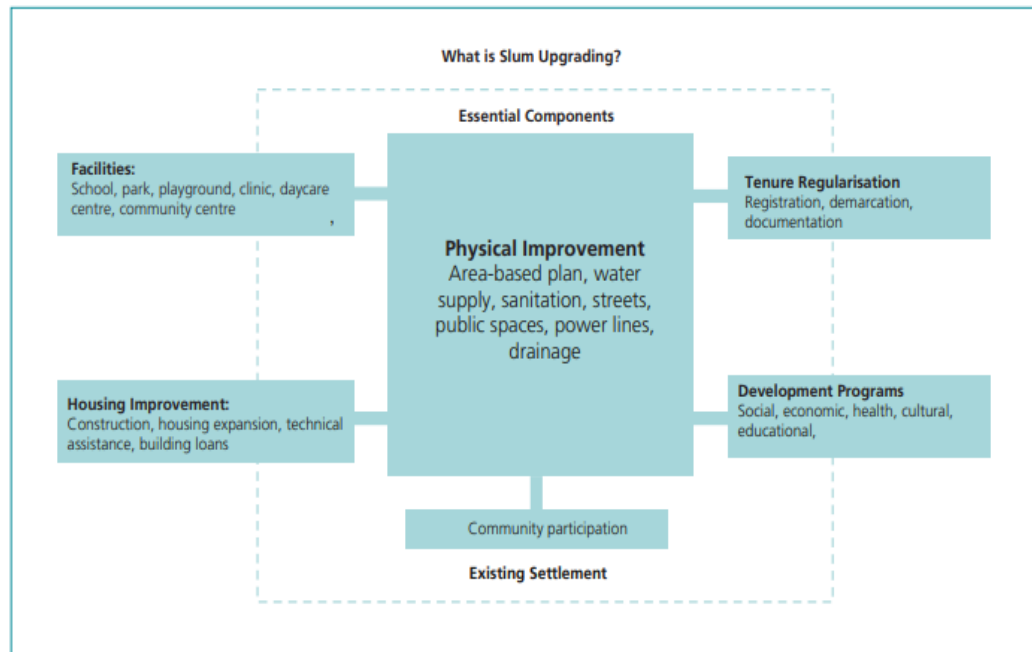 What is Slum Upgrading?
Essential Components
Facilities:
School, park, playground, clinic, daycare
centre, community centre
,
Tenure Regularisation
Registration, demarcation,
documentation
Physical Improvement
Area-based plan, water
supply, sanitation, streets,
public spaces, power lines,
drainage
Housing Improvement:
Construction, housing expansion, technical
assistance, building loans
Development Programs
Social, economic, health, cultural,
educational,
Community participation
Existing Settlement